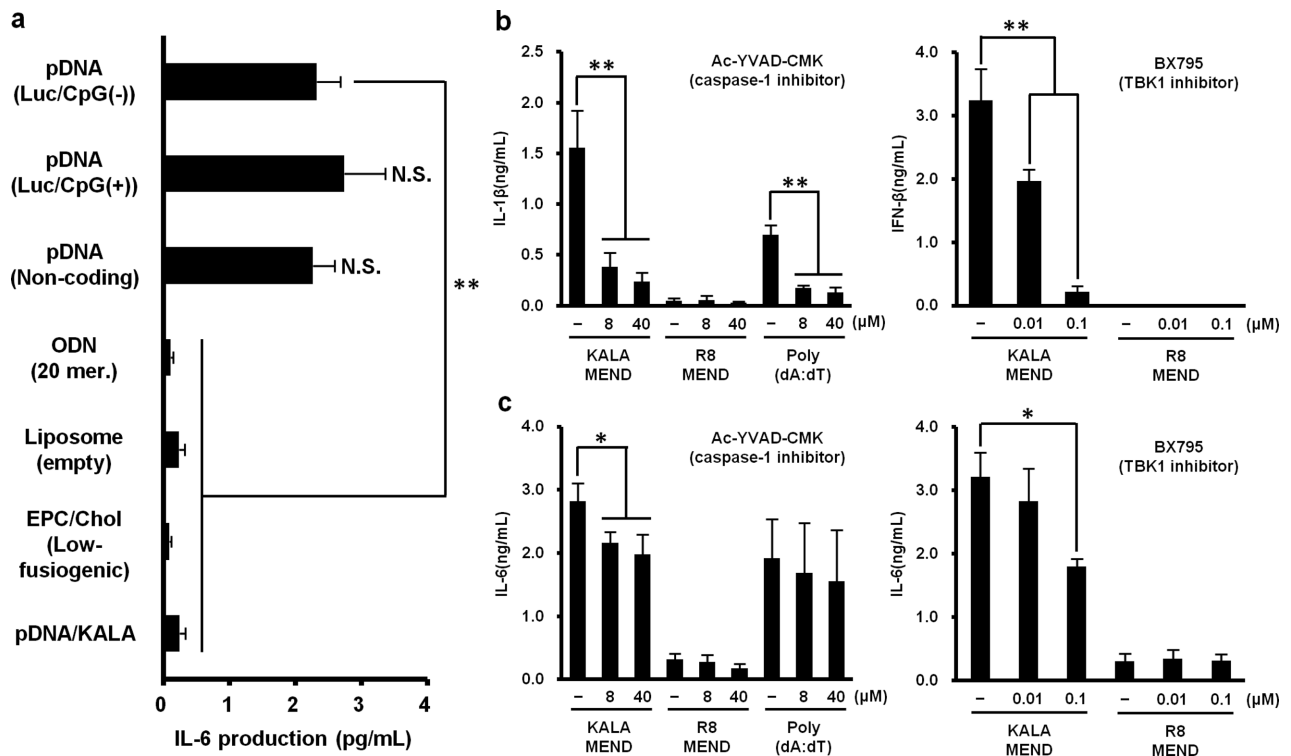 a
pDNA
(Luc/CpG(-))
pDNA
(Luc/CpG(+))
N.S.
pDNA
(Non-coding)
N.S.
**
ODN
(20 mer.)
Liposome
(empty)
EPC/Chol
(Low-
fusiogenic)
pDNA/KALA
0 1 2 3 4
IL-6 production (pg/mL)
b
Ac-YVAD-CMK
(caspase-1 inhibitor)
**
**
IL-1β(ng/mL)
2.5
2.0
1.5
1.0
0.5
0.0
– 8 40 – 8 40 – 8 40 (μM)
KALA
MEND
R8
MEND
Poly
(dA:dT)
BX795
(TBK1 inhibitor)
**
IFN-β(ng/mL)
4.0
3.0
2.0
1.0
0.0
– 0.01 0.1 – 0.01 0.1 (μM)
KALA
MEND
R8
MEND
c
Ac-YVAD-CMK
(caspase-1 inhibitor)
*
IL-6(ng/mL)
4.0
3.0
2.0
1.0
0.0
– 8 40 – 8 40 – 8 40 (μM)
KALA
MEND
R8
MEND
Poly
(dA:dT)
BX795
(TBK1 inhibitor)
*
IL-6(ng/mL)
4.0
3.0
2.0
1.0
0.0
– 0.01 0.1 – 0.01 0.1 (μM)
KALA
MEND
R8
MEND